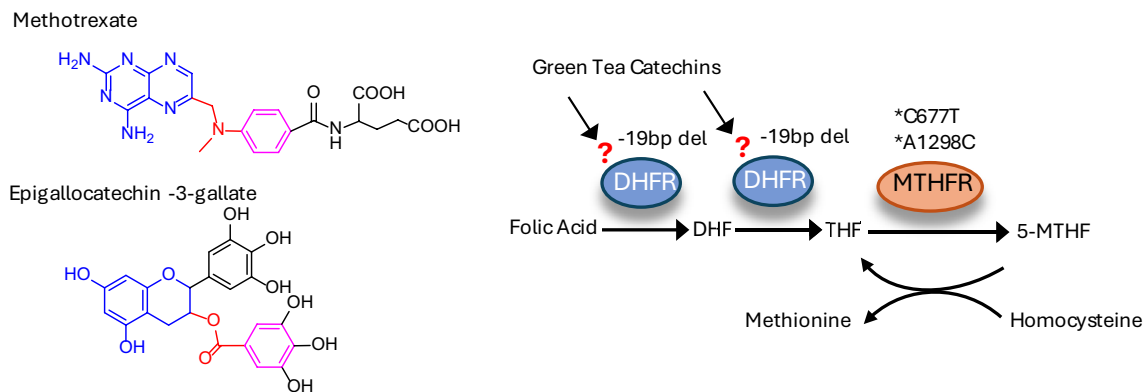 Methotrexate
H₂N
N
N
N
N
NH₂
N
O
N
H
COOH
COOH
Epigallocatechin -3-gallate
OH
OH
OH
HO
O
OH
O
O
OH
OH
OH
Green Tea Catechins
? -19bp del
? -19bp del
*C677T
*A1298C
DHFR
DHFR
MTHFR
Folic Acid
DHF
THF
5-MTHF
Methionine
Homocysteine